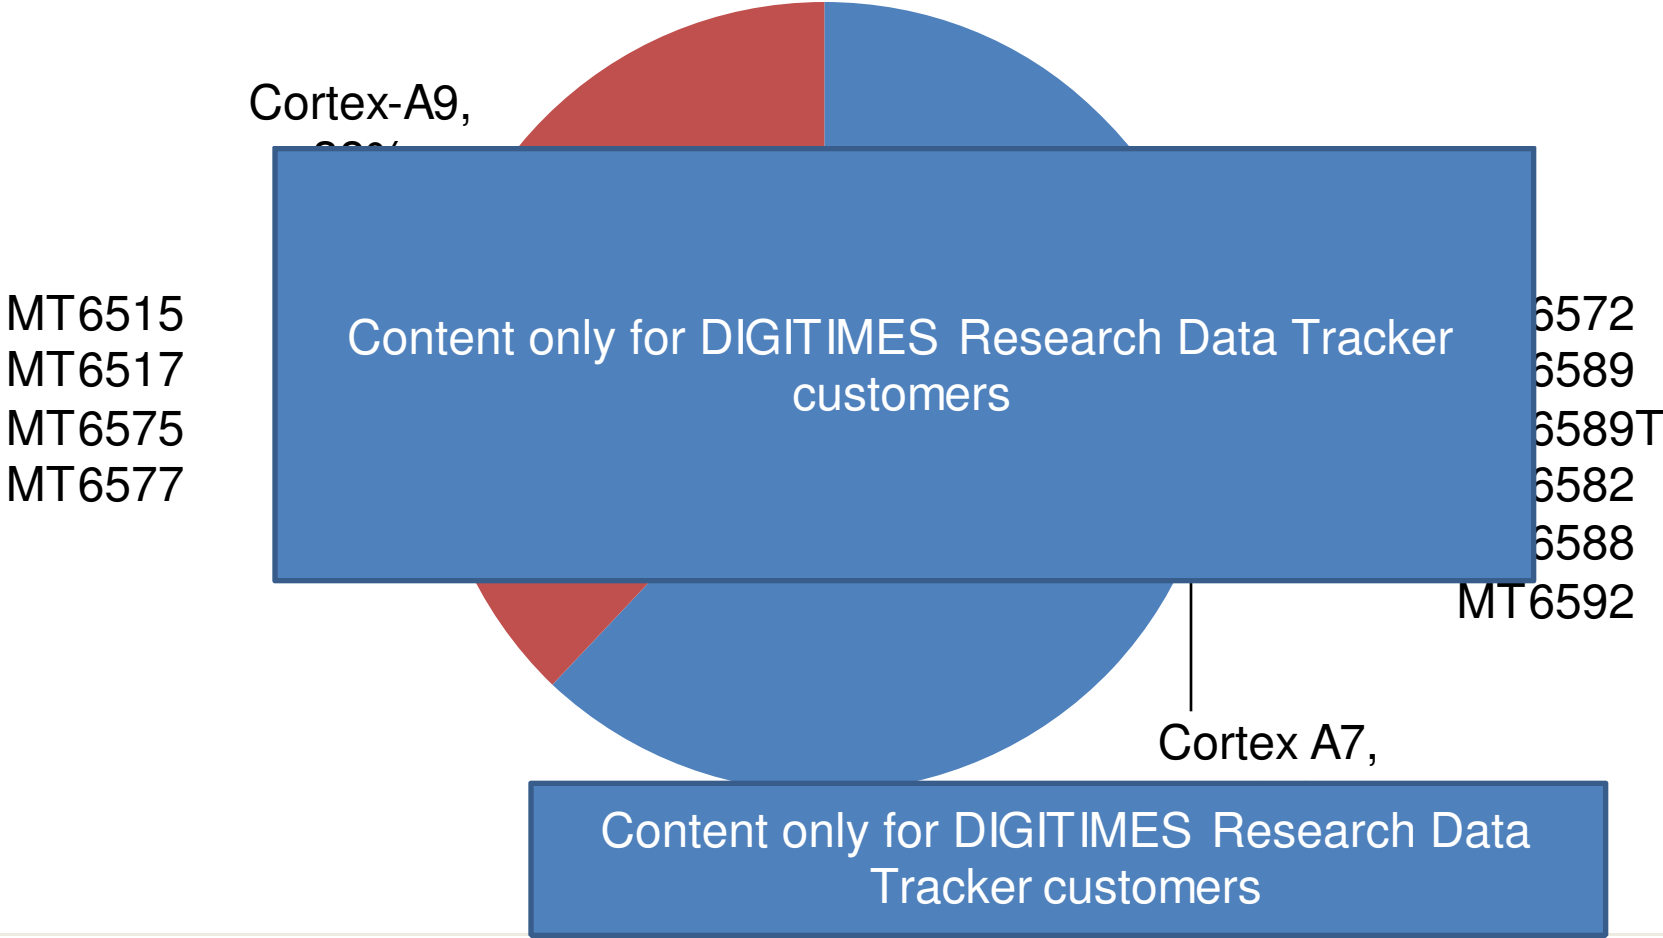 Cortex-A9,
MT6515
MT6517
MT6575
MT6577
Content only for DIGITIMES Research Data Tracker
customers
6572
6589
6589T
6582
6588
MT6592
Cortex A7,
Content only for DIGITIMES Research Data
Tracker customers